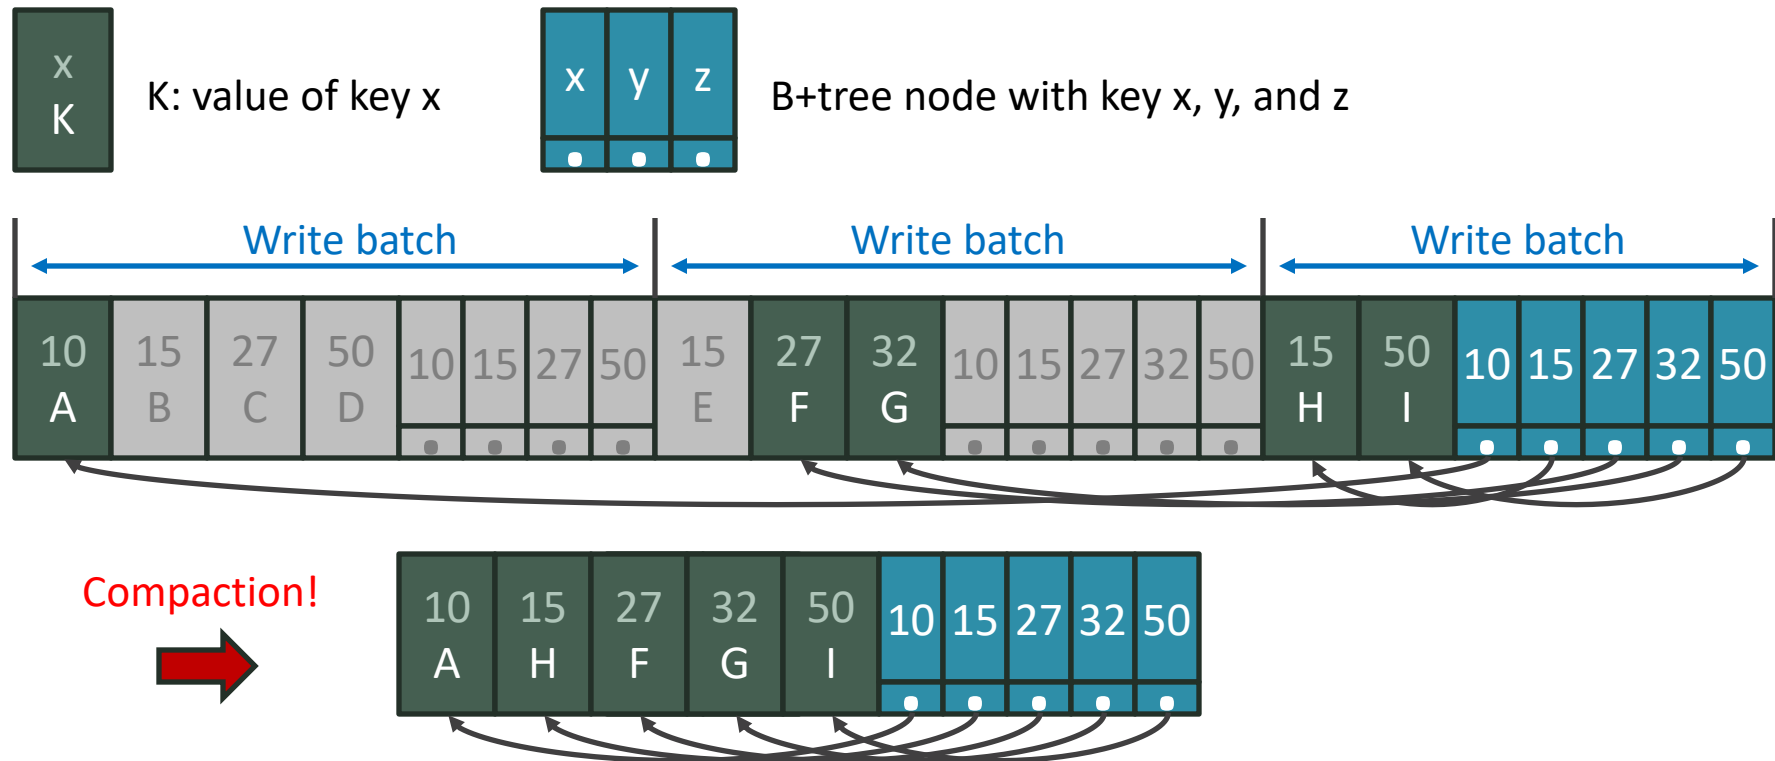 x
K
K: value of key x
x y z
B+tree node with key x, y, and z
Write batch Write batch Write batch
10 15 27 50 10 15 27 50 15 27 32 10 15 27 32 50 15 50 10 15 27 32 50
A B C D E F G H I
Compaction!
10 15 27 32 50 10 15 27 32 50
A H F G I